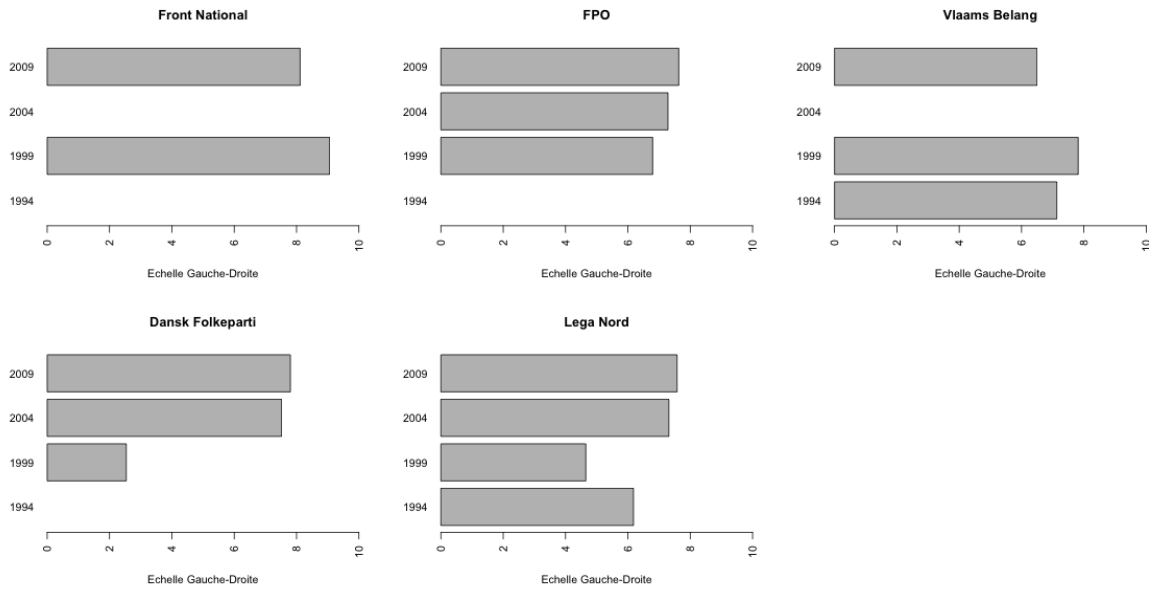 Front National
2009
2004
1999
1994
0 2 4 6 8 10
Echelle Gauche-Droite
FPO
2009
2004
1999
1994
0 2 4 6 8 10
Echelle Gauche-Droite
Vlaams Belang
2009
2004
1999
1994
0 2 4 6 8 10
Echelle Gauche-Droite
Dansk Folkeparti
2009
2004
1999
1994
0 2 4 6 8 10
Echelle Gauche-Droite
Lega Nord
2009
2004
1999
1994
0 2 4 6 8 10
Echelle Gauche-Droite